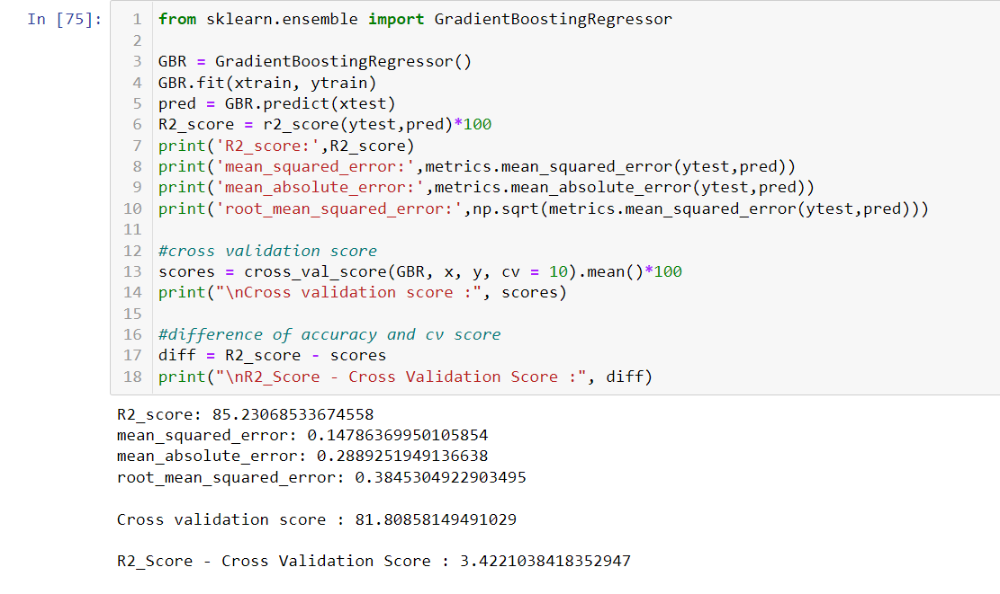 In [75]:
1 from sklearn.ensemble import GradientBoostingRegressor
2
3 GBR = GradientBoostingRegressor()
4 GBR.fit(xtrain, ytrain)
5 pred = GBR.predict(xtest)
6 R2_score = r2_score(ytest,pred)*100
7 print('R2_score:',R2_score)
8 print('mean_squared_error:',metrics.mean_squared_error(ytest,pred))
9 print('mean_absolute_error:',metrics.mean_absolute_error(ytest,pred))
10 print('root_mean_squared_error:',np.sqrt(metrics.mean_squared_error(ytest,pred)))
11
12 #cross validation score
13 scores = cross_val_score(GBR, x, y, cv = 10).mean()*100
14 print("\nCross validation score :", scores)
15
16 #difference of accuracy and cv score
17 diff = R2_score - scores
18 print("\nR2_Score - Cross Validation Score :", diff)
R2_score: 85.23068533674558
mean_squared_error: 0.14786369950105854
mean_absolute_error: 0.2889251949136638
root_mean_squared_error: 0.3845304922903495
Cross validation score : 81.80858149491029
R2_Score - Cross Validation Score : 3.4221038418352947